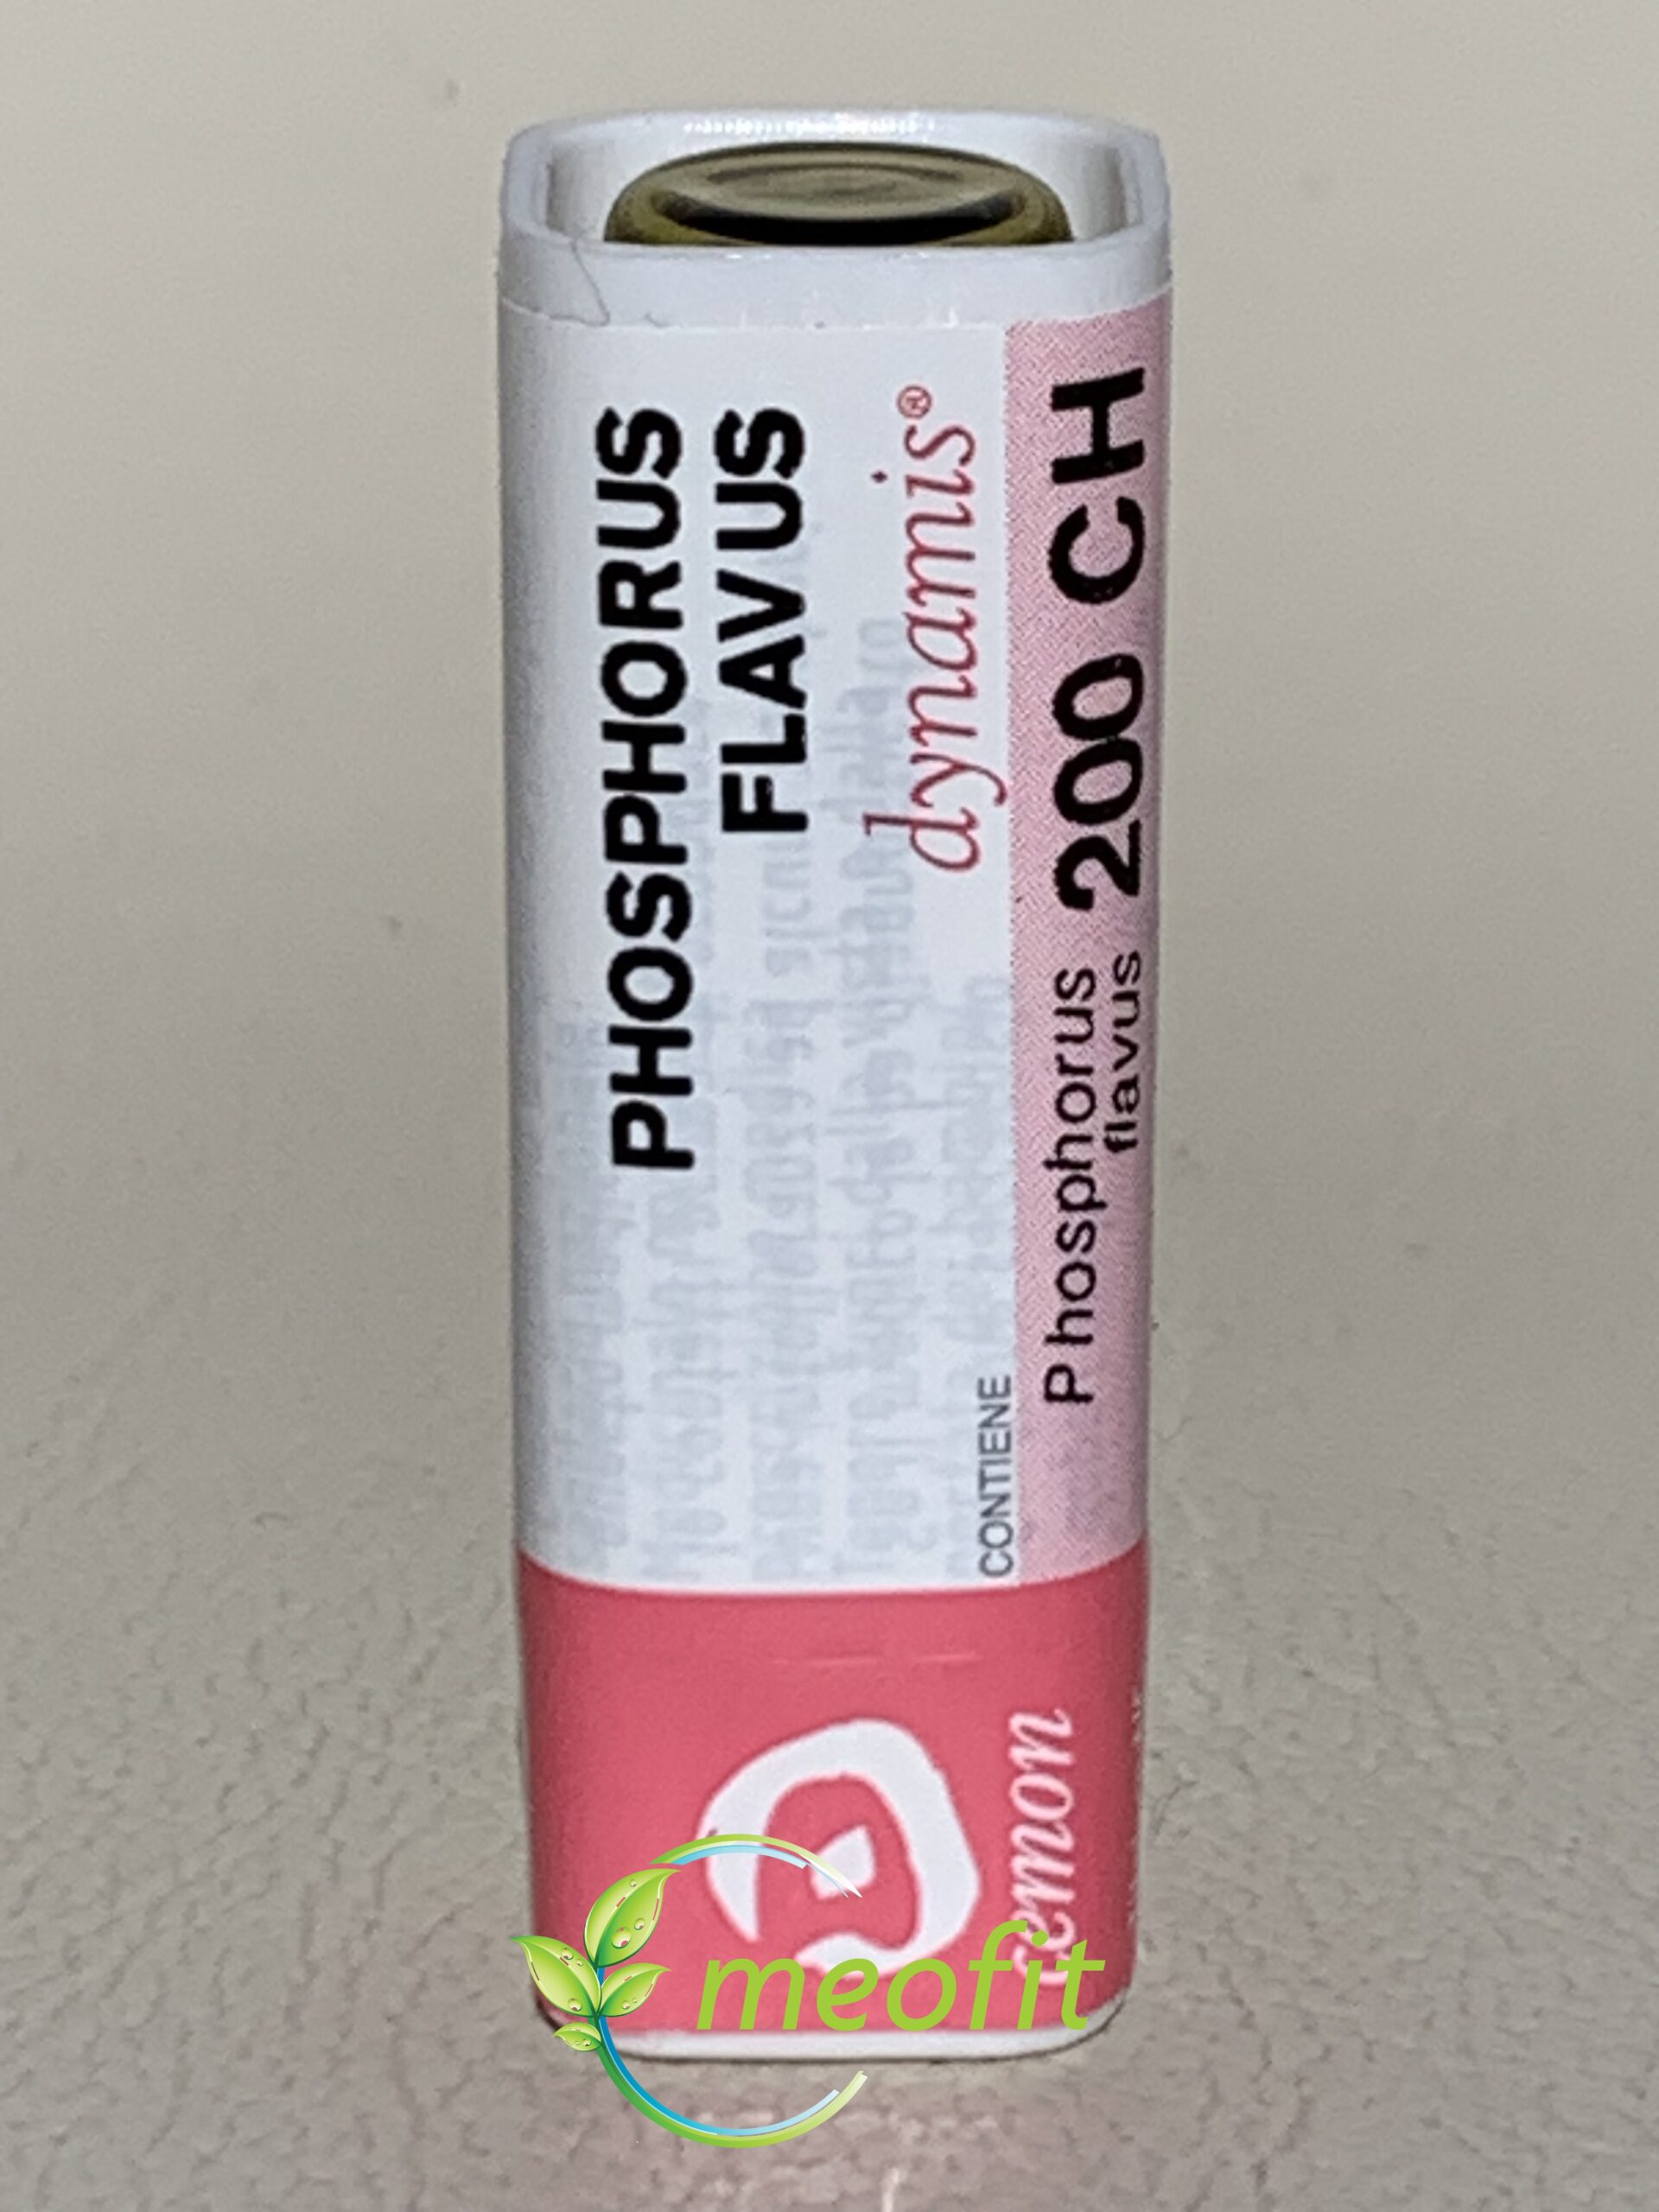 PHOSPHORUS
FLAVUS
dynamis®
CONTIENE
Phosphorus 200 CH
flavus
cemon
meofit